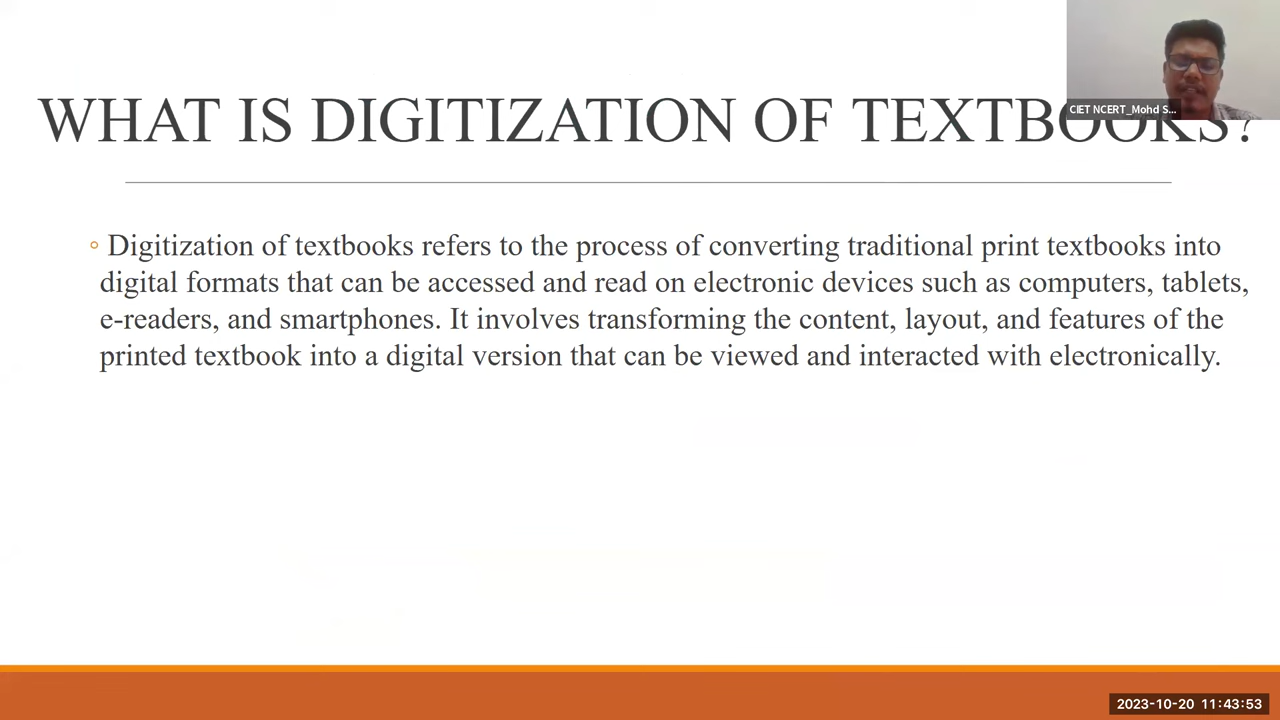 WHAT IS DIGITIZATION OF TEXTBOOKS?
CIET NCERT_Mohd S...
Digitization of textbooks refers to the process of converting traditional print textbooks into
digital formats that can be accessed and read on electronic devices such as computers, tablets,
e-readers, and smartphones. It involves transforming the content, layout, and features of the
printed textbook into a digital version that can be viewed and interacted with electronically.
2023-10-20 11:43:53